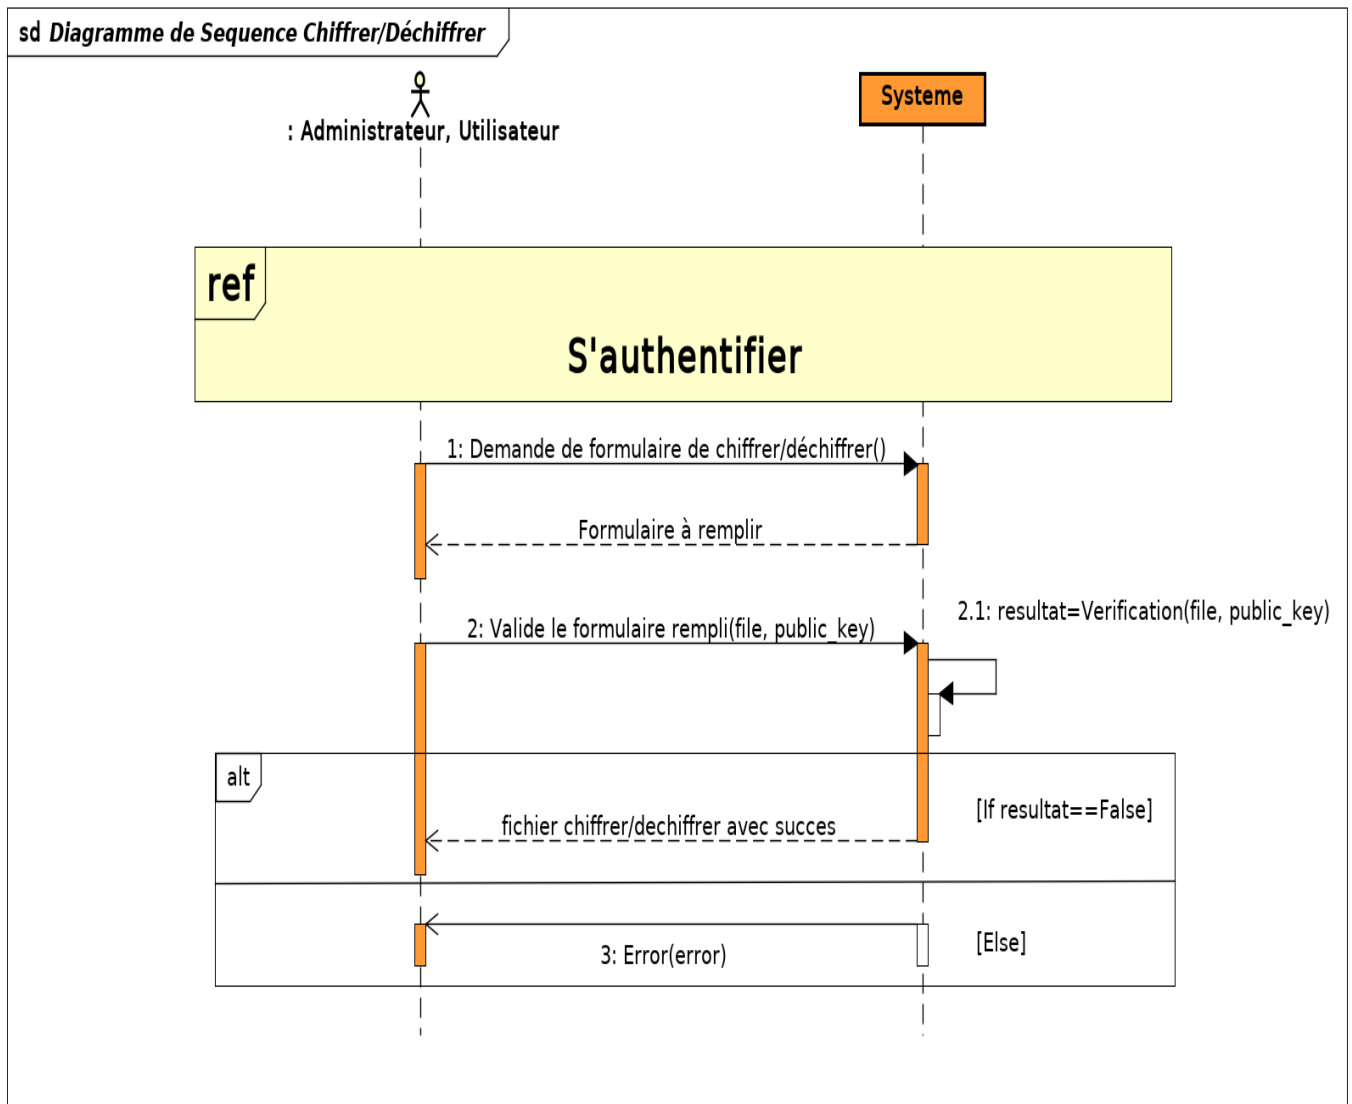 sd Diagramme de Sequence Chiffrer/Déchiffrer
: Administrateur, Utilisateur
Systeme
ref
S'authentifier
1: Demande de formulaire de chiffrer/déchiffrer()
Formulaire à remplir
2.1: resultat=Verification(file, public_key)
2: Valide le formulaire rempli(file, public_key)
alt
[If resultat==False]
fichier chiffrer/dechiffrer avec succes
[Else]
3: Error(error)